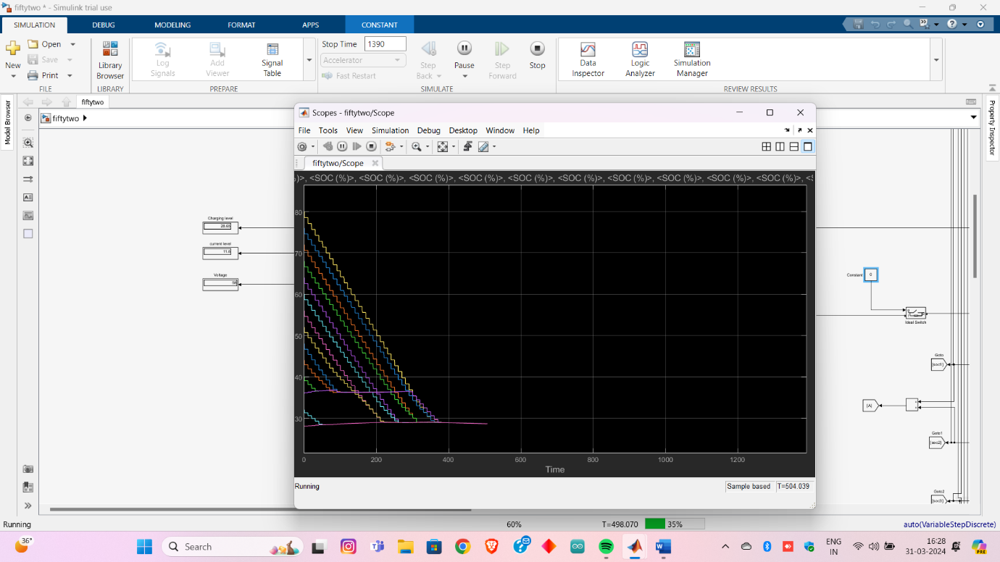 fiftytwo * - Simulink trial use
SIMULATION DEBUG MODELING FORMAT APPS CONSTANT
New
Open
Save
Print
FILE
Library Browser
LIBRARY
Log Signals
Add Viewer
Signal Table
PREPARE
Stop Time 1390
Accelerator
Fast Restart
Step Back
Pause
Step Forward
Stop
SIMULATE
Data Inspector
Logic Analyzer
Simulation Manager
REVIEW RESULTS
Model Browser
Property Inspector
fiftytwo
fiftytwo
Charging level
28.65
current level
11.6
Voltage
58
Scopes - fiftytwo/Scope
File Tools View Simulation Debug Desktop Window Help
fiftytwo/Scope
%)>, <SOC (%)>, <SOC (%)>, <SOC (%)>, <SOC (%)>, <SOC (%)>, <SOC (%)>, <SOC (%)>, <SOC (%)>, <SOC (%)>, <S
80
70
60
50
40
30
0 200 400 600 800 1000 1200
Time
Running Sample based T=504.039
Constant
0
Ideal Switch
Goto
[soc1]
[A]
Goto1
[soc2]
Goto2
[soc3]
Running 60% T=498.070 35% auto(VariableStepDiscrete)
36°
Search
ENG
IN
16:28
31-03-2024
PRE